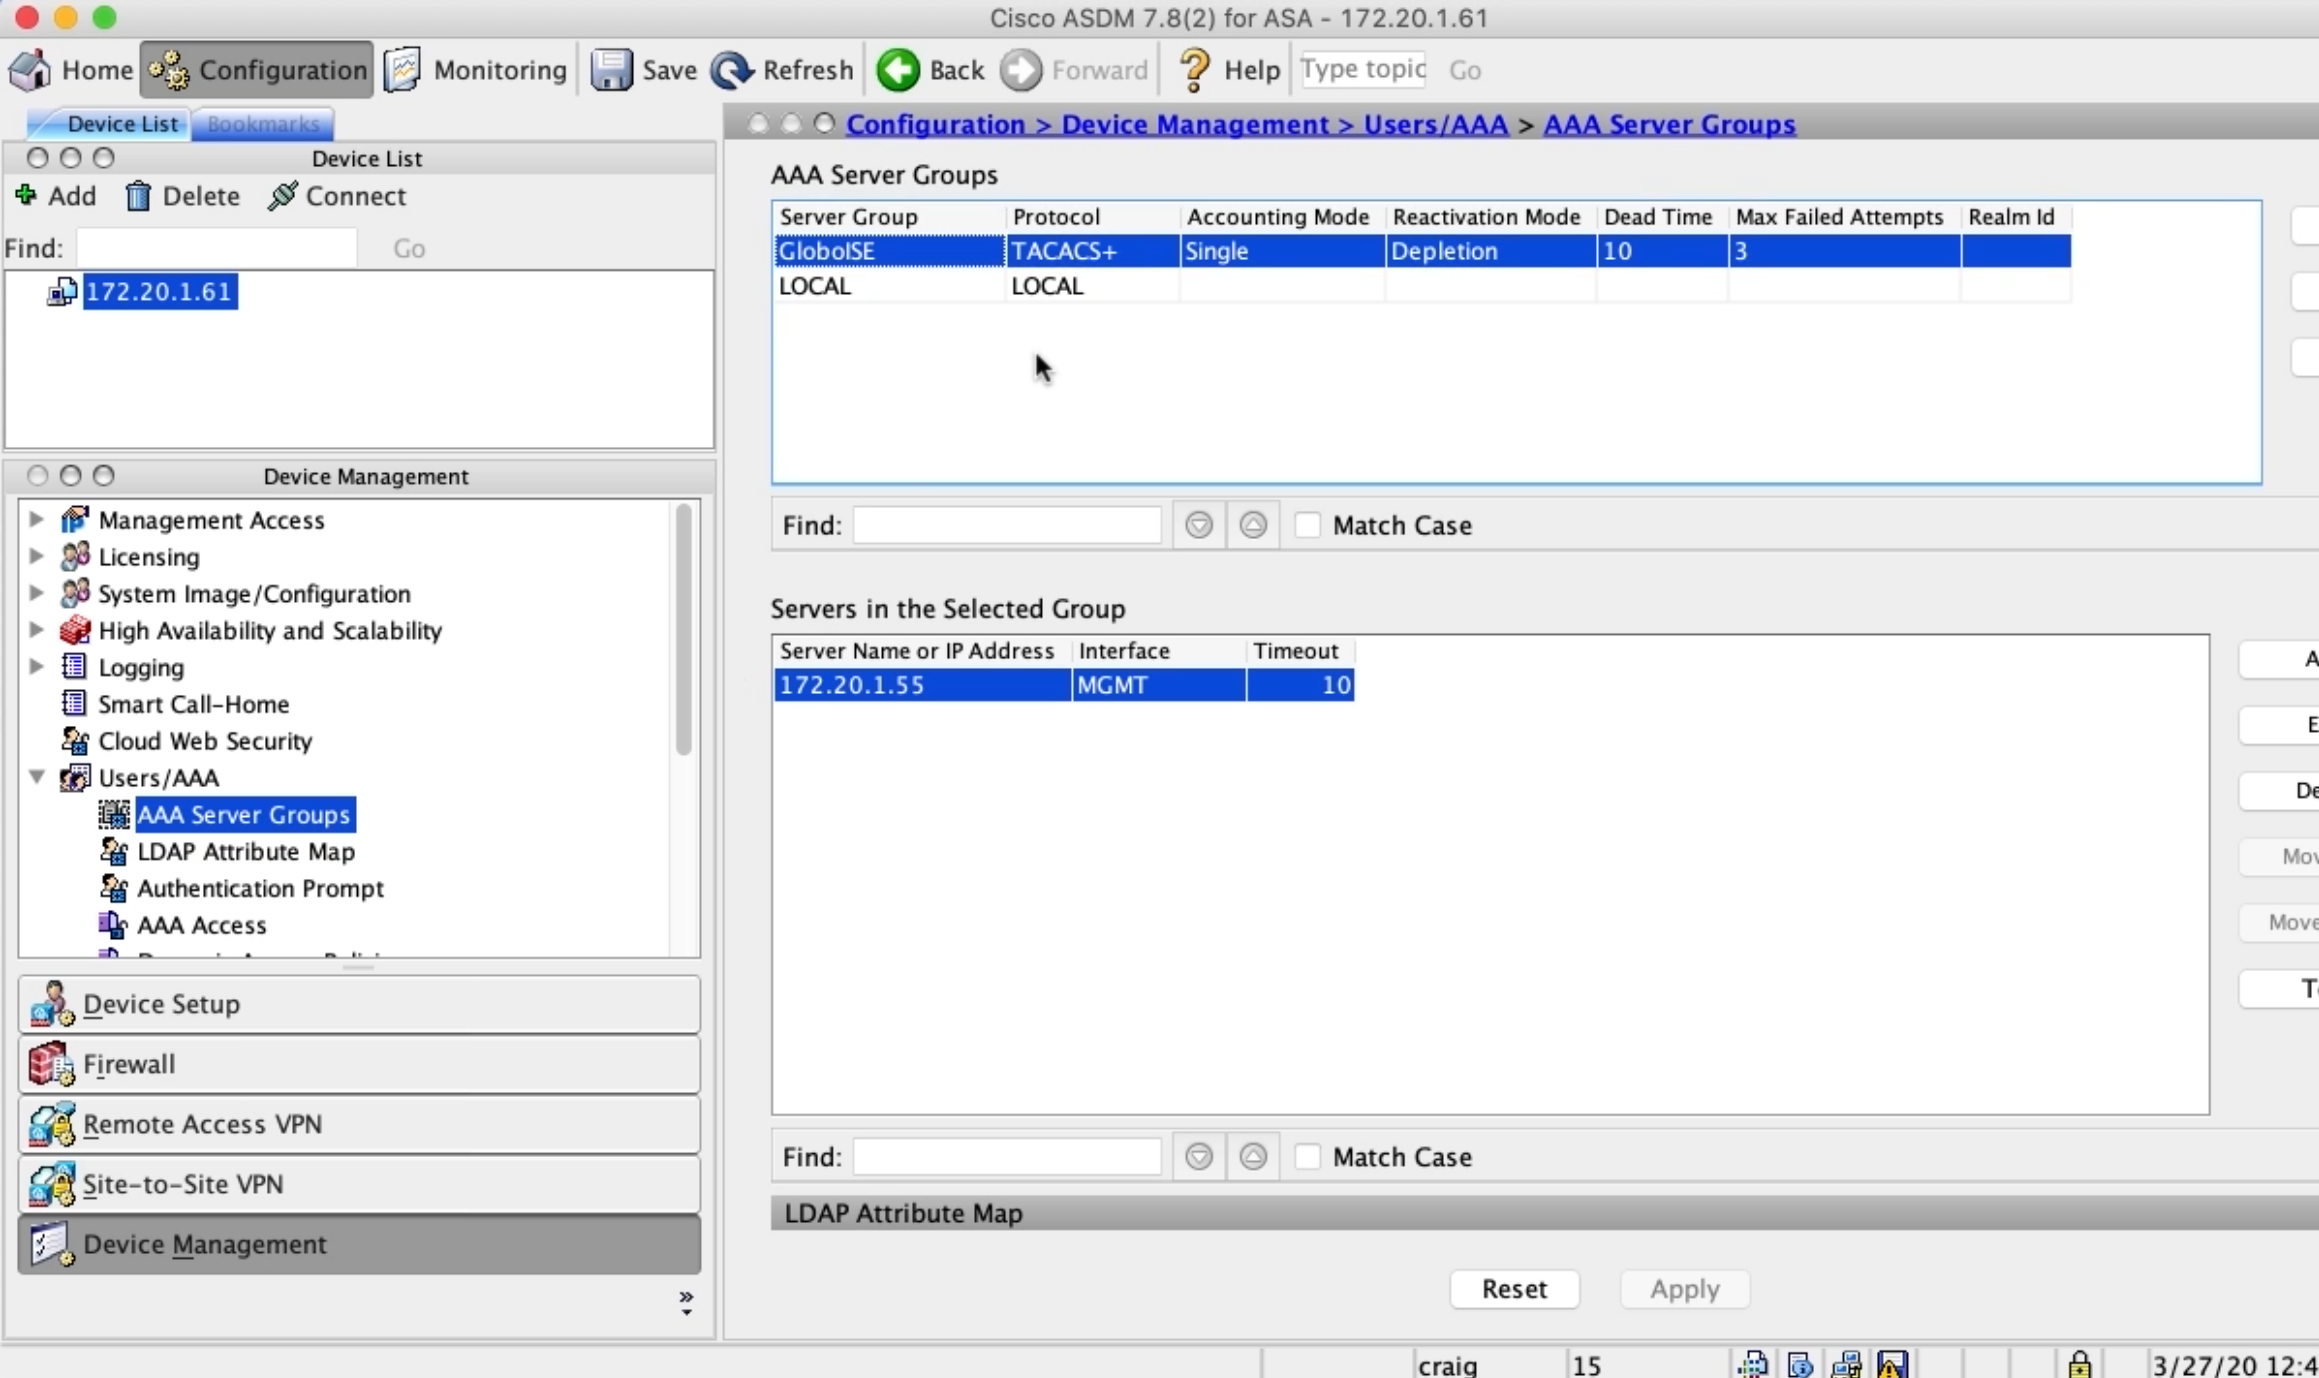 Cisco ASDM 7.8(2) for ASA - 172.20.1.61
Home Configuration Monitoring Save Refresh Back Forward Help Type topic Go
Device List Bookmarks
Device List
Add Delete Connect
Find: Go
172.20.1.61
Device Management
Management Access
Licensing
System Image/Configuration
High Availability and Scalability
Logging
Smart Call-Home
Cloud Web Security
Users/AAA
AAA Server Groups
LDAP Attribute Map
Authentication Prompt
AAA Access
Device Setup
Firewall
Remote Access VPN
Site-to-Site VPN
Device Management
Configuration > Device Management > Users/AAA > AAA Server Groups
AAA Server Groups
Server Group Protocol Accounting Mode Reactivation Mode Dead Time Max Failed Attempts Realm Id
GloboISE TACACS+ Single Depletion 10 3
LOCAL LOCAL
Find: Match Case
Servers in the Selected Group
Server Name or IP Address Interface Timeout
172.20.1.55 MGMT 10
Find: Match Case
LDAP Attribute Map
Reset Apply
craig 15 3/27/20 12:4